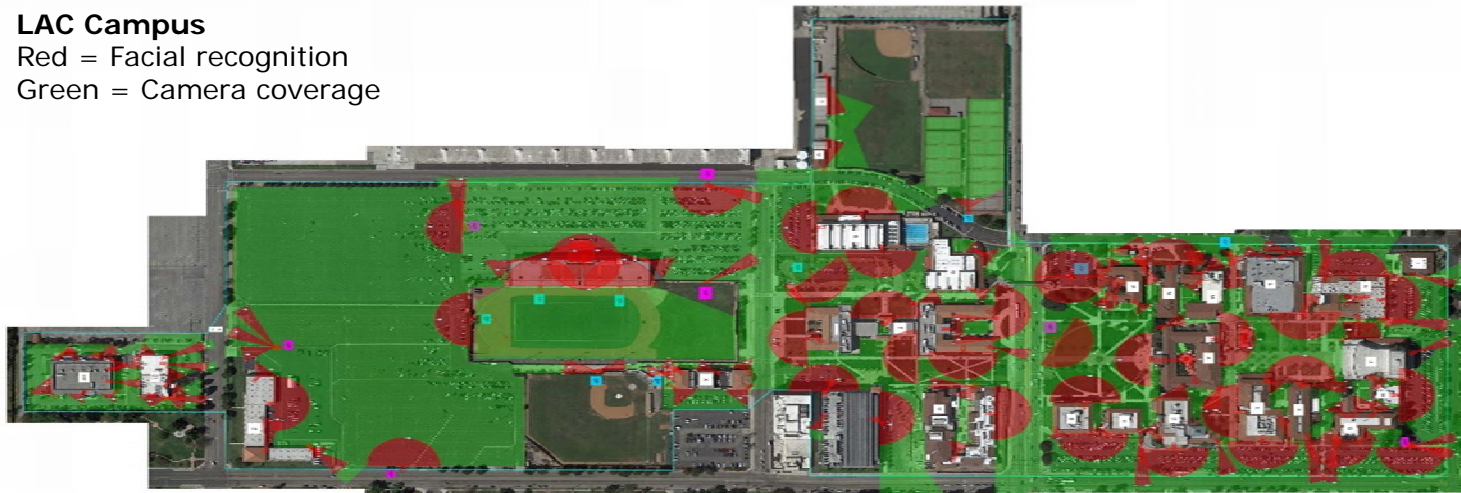 LAC Campus
Red = Facial recognition
Green = Camera coverage